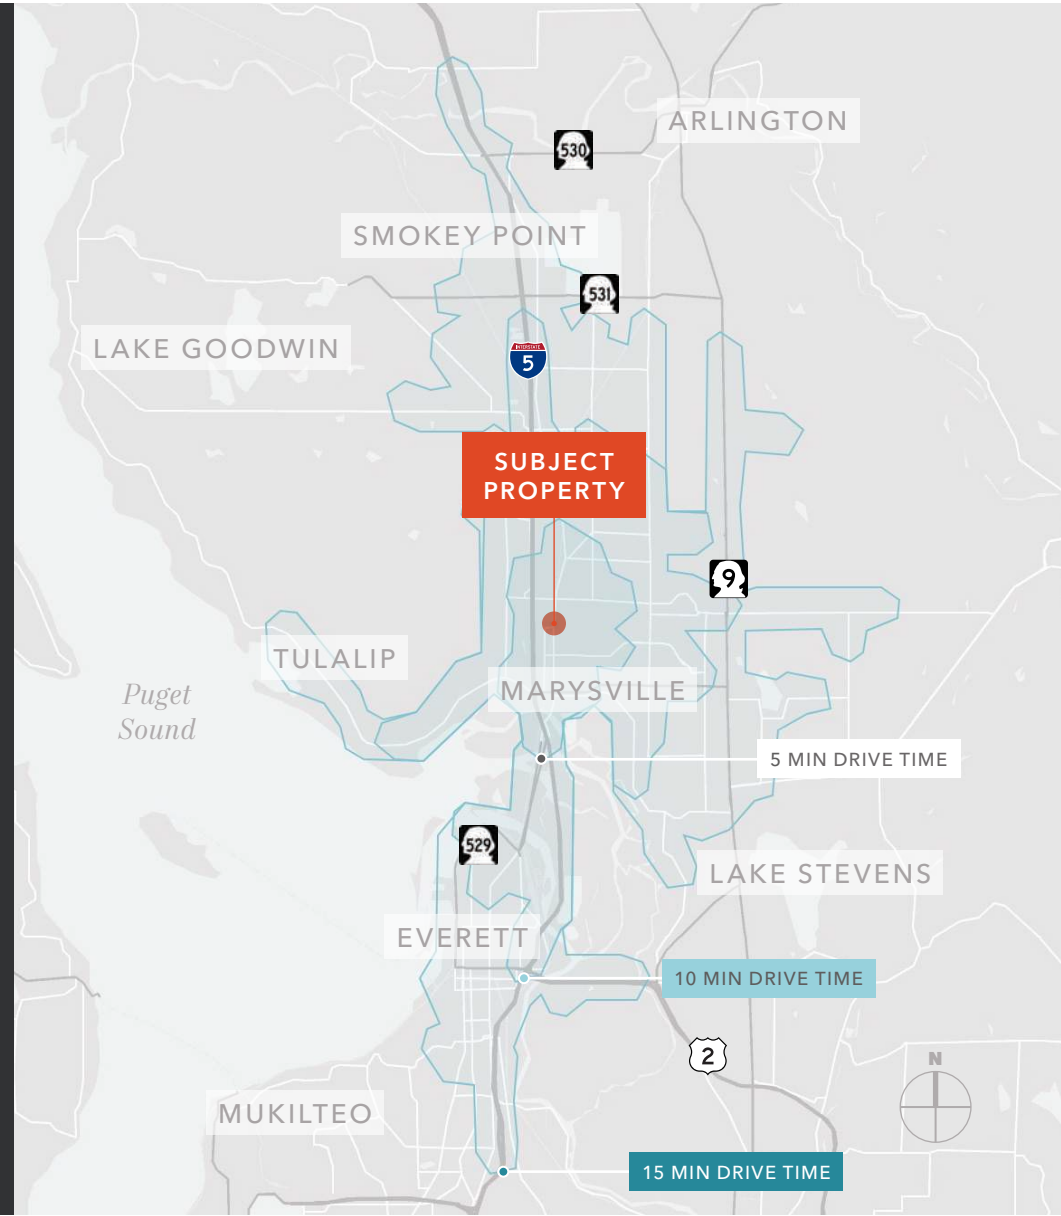 ARLINGTON
530
SMOKEY POINT
531
LAKE GOODWIN
INTERSTATE
5
SUBJECT
PROPERTY
9
TULALIP
MARYSVILLE
Puget
Sound
5 MIN DRIVE TIME
529
LAKE STEVENS
EVERETT
10 MIN DRIVE TIME
2
N
MUKILTEO
15 MIN DRIVE TIME